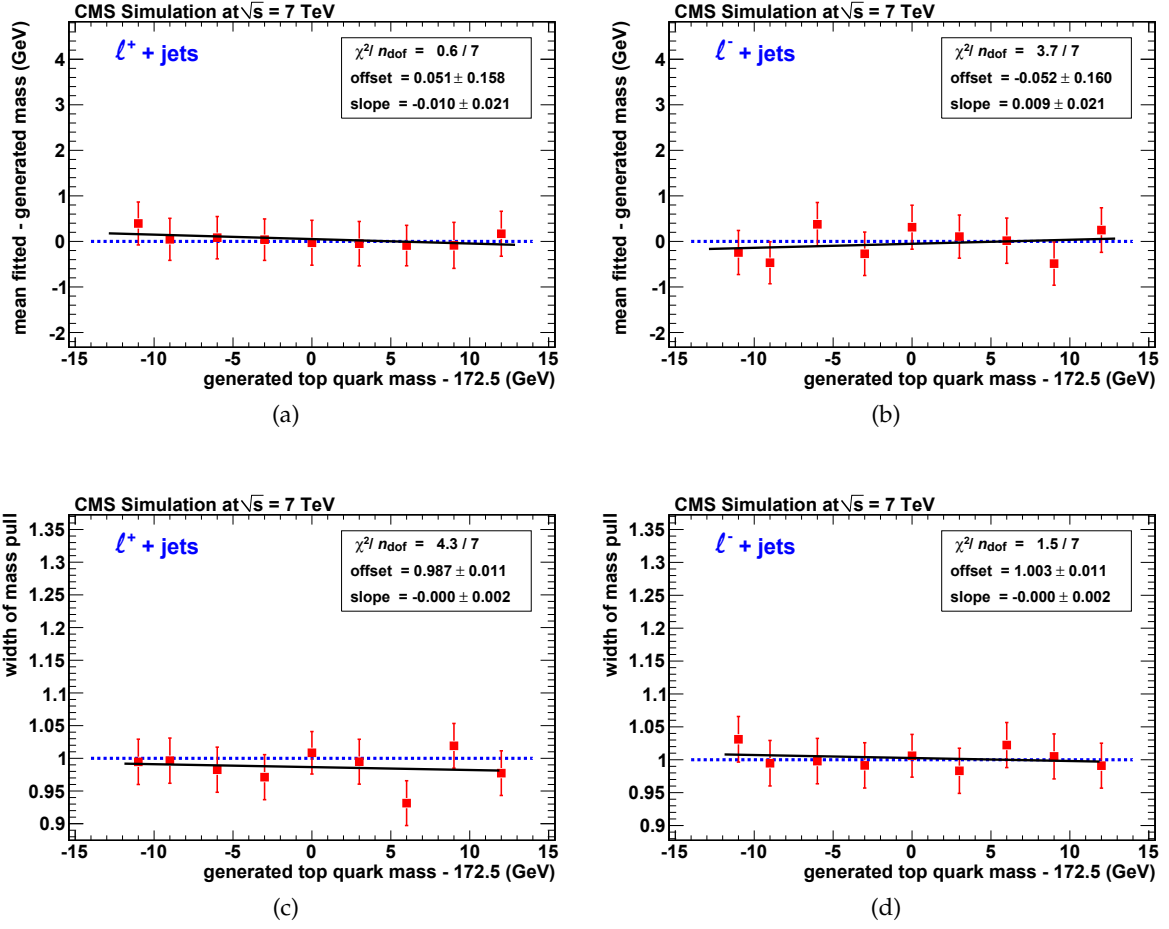 CMS Simulation at √s = 7 TeV
mean fitted - generated mass (GeV)
ℓ⁺ + jets
χ²/ n_dof = 0.6 / 7
offset = 0.051 ± 0.158
slope = -0.010 ± 0.021
4
3
2
1
0
-1
-2
-15 -10 -5 0 5 10 15
generated top quark mass - 172.5 (GeV)
(a)
CMS Simulation at √s = 7 TeV
mean fitted - generated mass (GeV)
ℓ⁻ + jets
χ²/ n_dof = 3.7 / 7
offset = -0.052 ± 0.160
slope = 0.009 ± 0.021
4
3
2
1
0
-1
-2
-15 -10 -5 0 5 10 15
generated top quark mass - 172.5 (GeV)
(b)
CMS Simulation at √s = 7 TeV
width of mass pull
ℓ⁺ + jets
χ²/ n_dof = 4.3 / 7
offset = 0.987 ± 0.011
slope = -0.000 ± 0.002
1.35
1.3
1.25
1.2
1.15
1.1
1.05
1
0.95
0.9
-15 -10 -5 0 5 10 15
generated top quark mass - 172.5 (GeV)
(c)
CMS Simulation at √s = 7 TeV
width of mass pull
ℓ⁻ + jets
χ²/ n_dof = 1.5 / 7
offset = 1.003 ± 0.011
slope = -0.000 ± 0.002
1.35
1.3
1.25
1.2
1.15
1.1
1.05
1
0.95
0.9
-15 -10 -5 0 5 10 15
generated top quark mass - 172.5 (GeV)
(d)